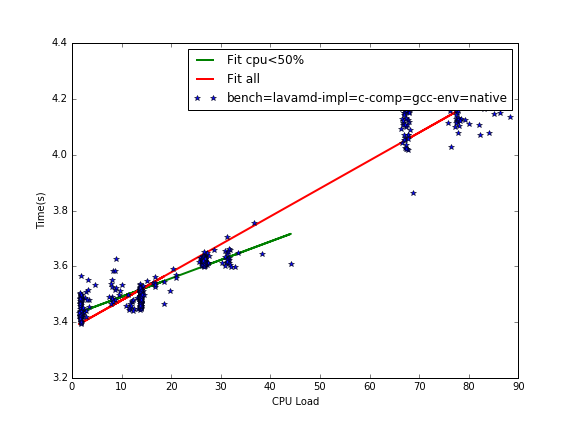 4.4
4.2
4.0
3.8
3.6
3.4
3.2
Time(s)
Fit cpu<50%
Fit all
bench=lavamd-impl=c-comp=gcc-env=native
0 10 20 30 40 50 60 70 80 90
CPU Load